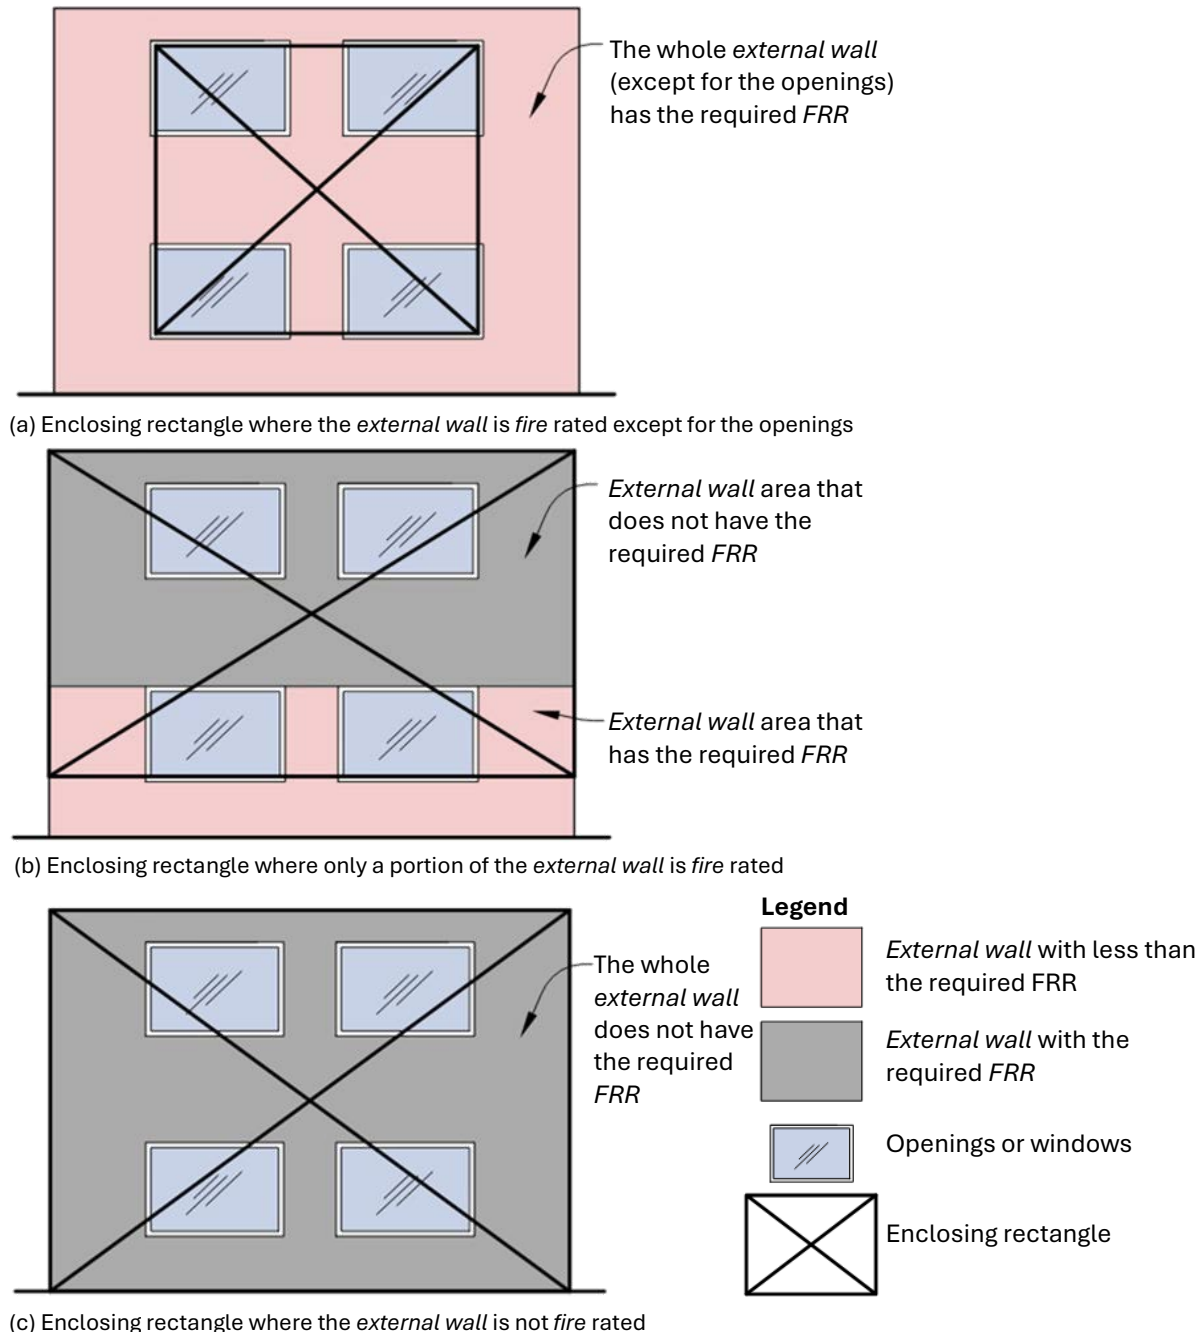 The whole external wall
(except for the openings)
has the required FRR
(a) Enclosing rectangle where the external wall is fire rated except for the openings
External wall area that
does not have the
required FRR
External wall area that
has the required FRR
(b) Enclosing rectangle where only a portion of the external wall is fire rated
The whole
external wall
does not have
the required
FRR
Legend
External wall with less than
the required FRR
External wall with the
required FRR
Openings or windows
Enclosing rectangle
(c) Enclosing rectangle where the external wall is not fire rated